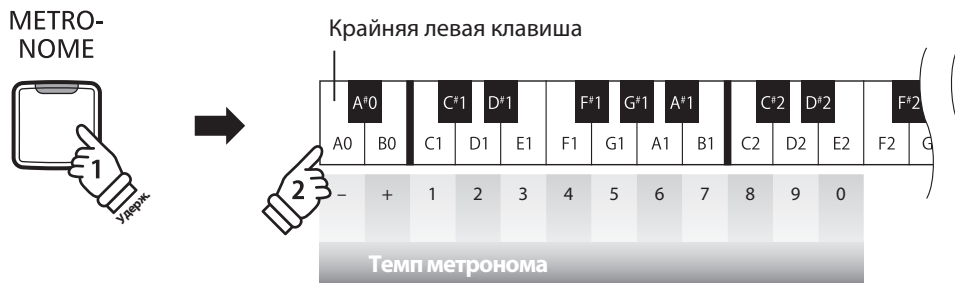 METRO-
NOME
Крайняя левая клавиша
A#0 C#1 D#1 F#1 G#1 A#1 C#2 D#2 F#2
A0 B0 C1 D1 E1 F1 G1 A1 B1 C2 D2 E2 F2 G
1
Удерж.
2
– + 1 2 3 4 5 6 7 8 9 0
Темп метронома